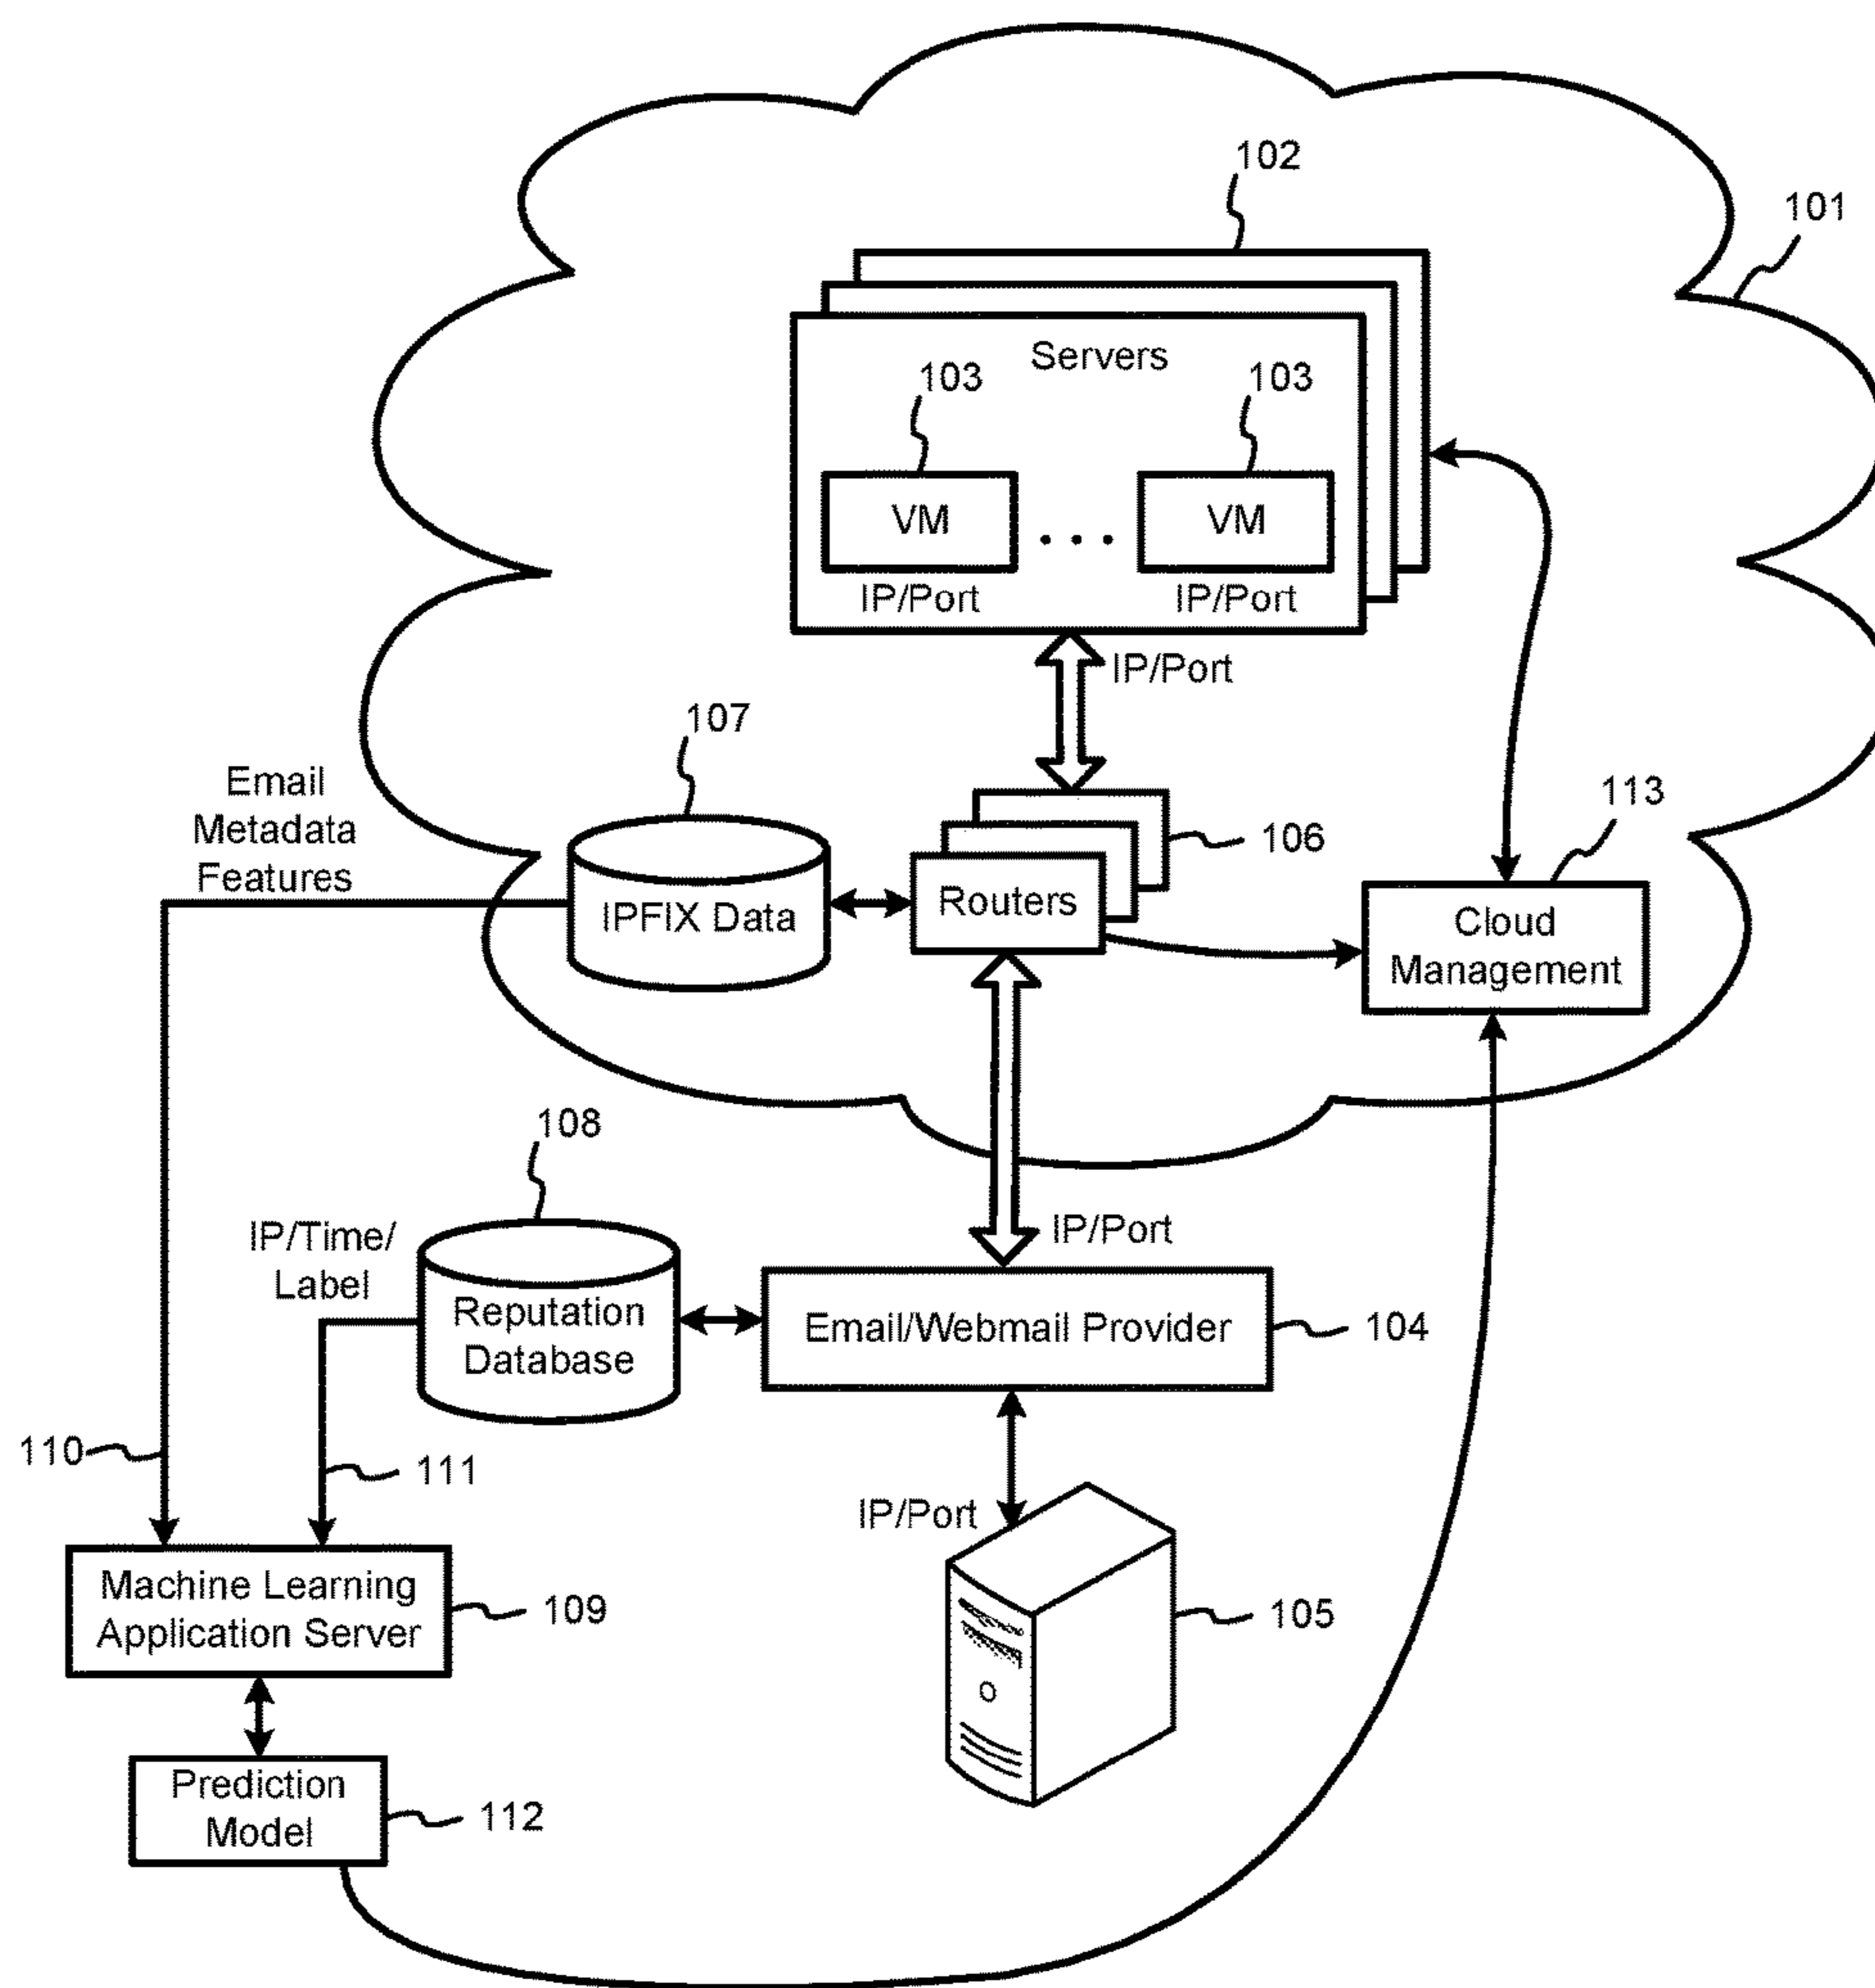 102
101
Servers
103
103
VM
. . .
VM
IP/Port
IP/Port
IP/Port
107
Email
Metadata
Features
113
106
IPFIX Data
Routers
Cloud
Management
108
IP/Time/
Label
IP/Port
Reputation
Database
Email/Webmail Provider
104
110
111
IP/Port
Machine Learning
Application Server
109
105
Prediction
Model
112